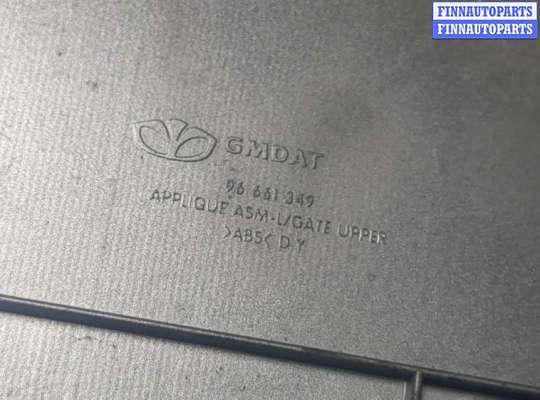 FINNAUTOPARTS
FINNAUTOPARTS
GMDAT
96 661 349
APPLIQUE ASM-L/GATE UPPER
>ABS< D Y